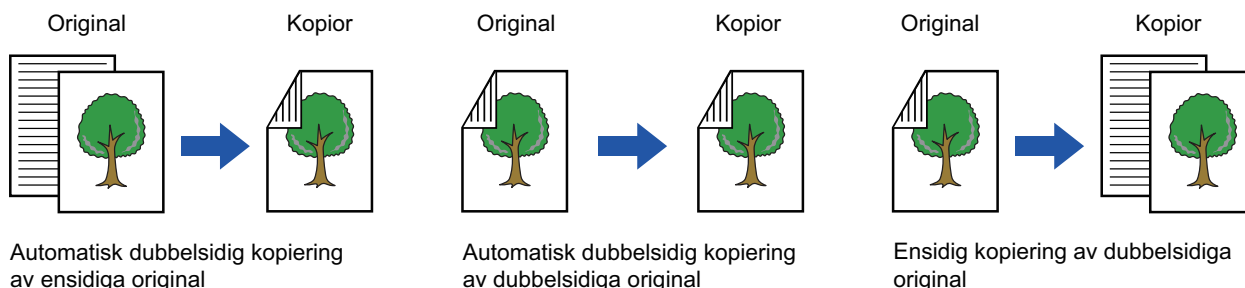 Original Kopior Original Kopior Original Kopior
Automatisk dubbelsidig kopiering
av ensidiga original
Automatisk dubbelsidig kopiering
av dubbelsidiga original
Ensidig kopiering av dubbelsidiga
original